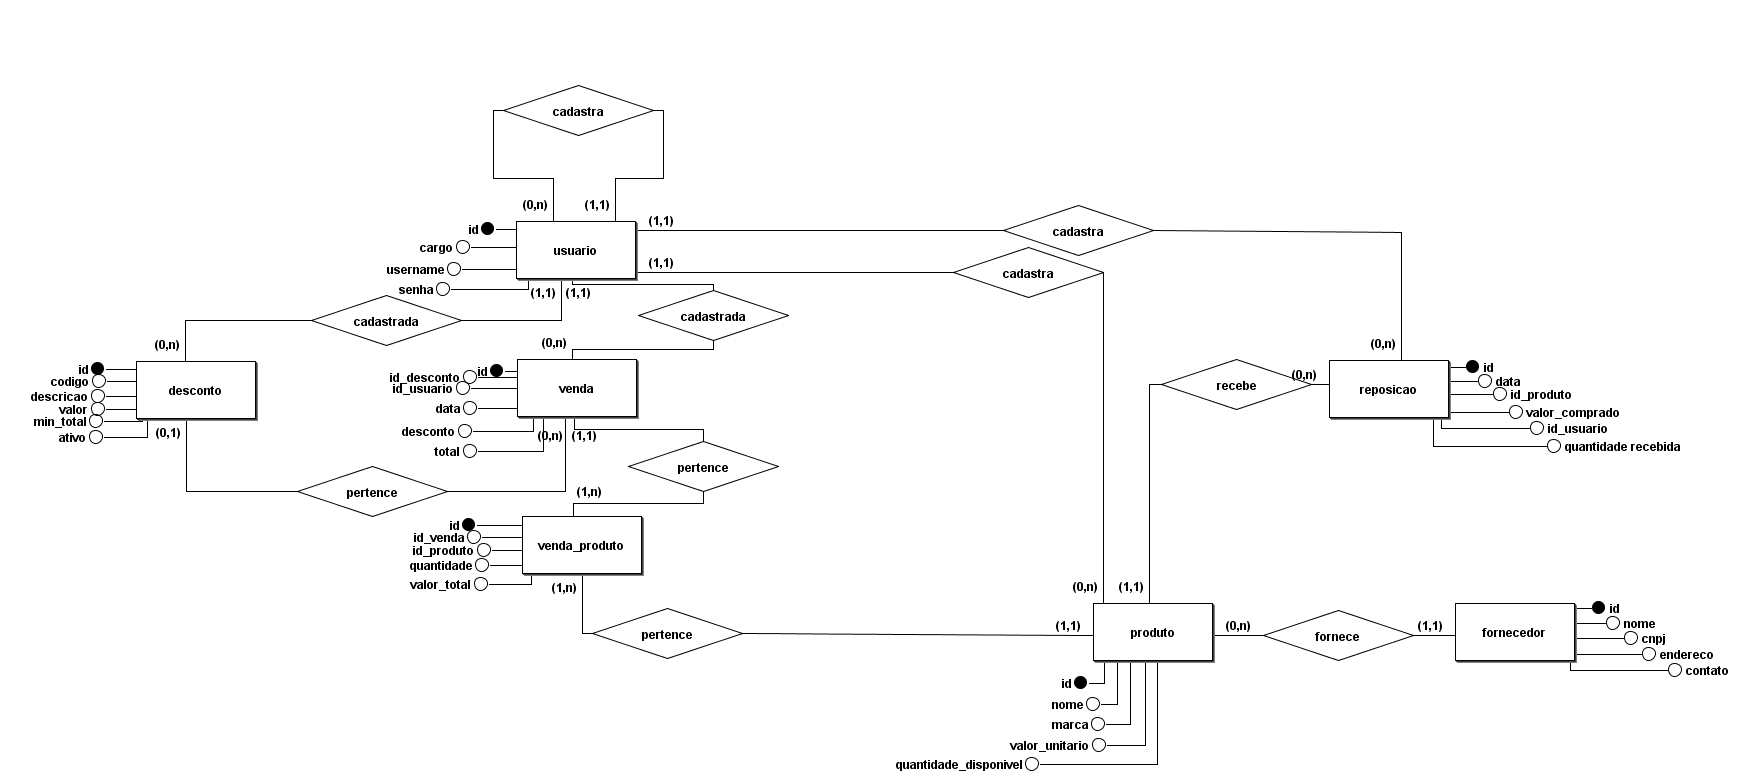 cadastra
(0,n)
(1,1)
(1,1)
cadastra
id
cargo
usuario
username
senha
(1,1)
cadastra
(1,1)
(1,1)
cadastrada
cadastrada
(0,n)
(0,n)
(0,n)
id
codigo
descricao
valor
min_total
ativo
desconto
(0,1)
id
id_desconto
id_usuario
data
desconto
total
venda
(0,n)
(1,1)
recebe
(0,n)
reposicao
id
data
id_produto
valor_comprado
id_usuario
quantidade recebida
pertence
pertence
(1,n)
id
id_venda
id_produto
quantidade
valor_total
venda_produto
(1,n)
pertence
(0,n)
(1,1)
(1,1)
produto
(0,n)
fornece
(1,1)
fornecedor
id
nome
cnpj
endereco
contato
id
nome
marca
valor_unitario
quantidade_disponivel